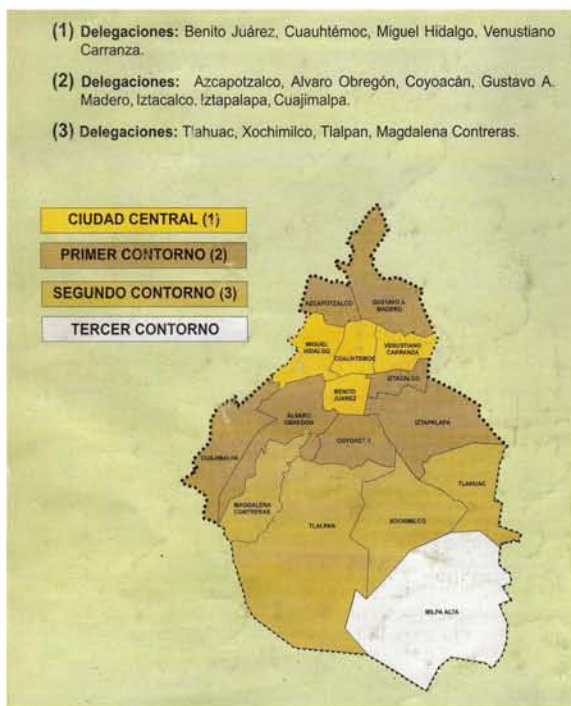 (1) Delegaciones: Benito Juárez, Cuauhtémoc, Miguel Hidalgo, Venustiano
Carranza.
(2) Delegaciones: Azcapotzalco, Alvaro Obregón, Coyoacán, Gustavo A.
Madero, Iztacalco, Iztapalapa, Cuajimalpa.
(3) Delegaciones: Tlahuac, Xochimilco, Tlalpan, Magdalena Contreras.
CIUDAD CENTRAL (1)
PRIMER CONTORNO (2)
SEGUNDO CONTORNO (3)
TERCER CONTORNO
AZCAPOTZALCO
GUSTAVO A.
MADERO
MIGUEL
HIDALGO
CUAUHTEMOC
VENUSTIANO
CARRANZA
IZTACALCO
BENITO
JUAREZ
ALVARO
OBREGON
IZTAPALAPA
CUAJIMALPA
TLAHUAC
MAGDALENA
CONTRERAS
TLALPAN
XOCHIMILCO
MILPA ALTA